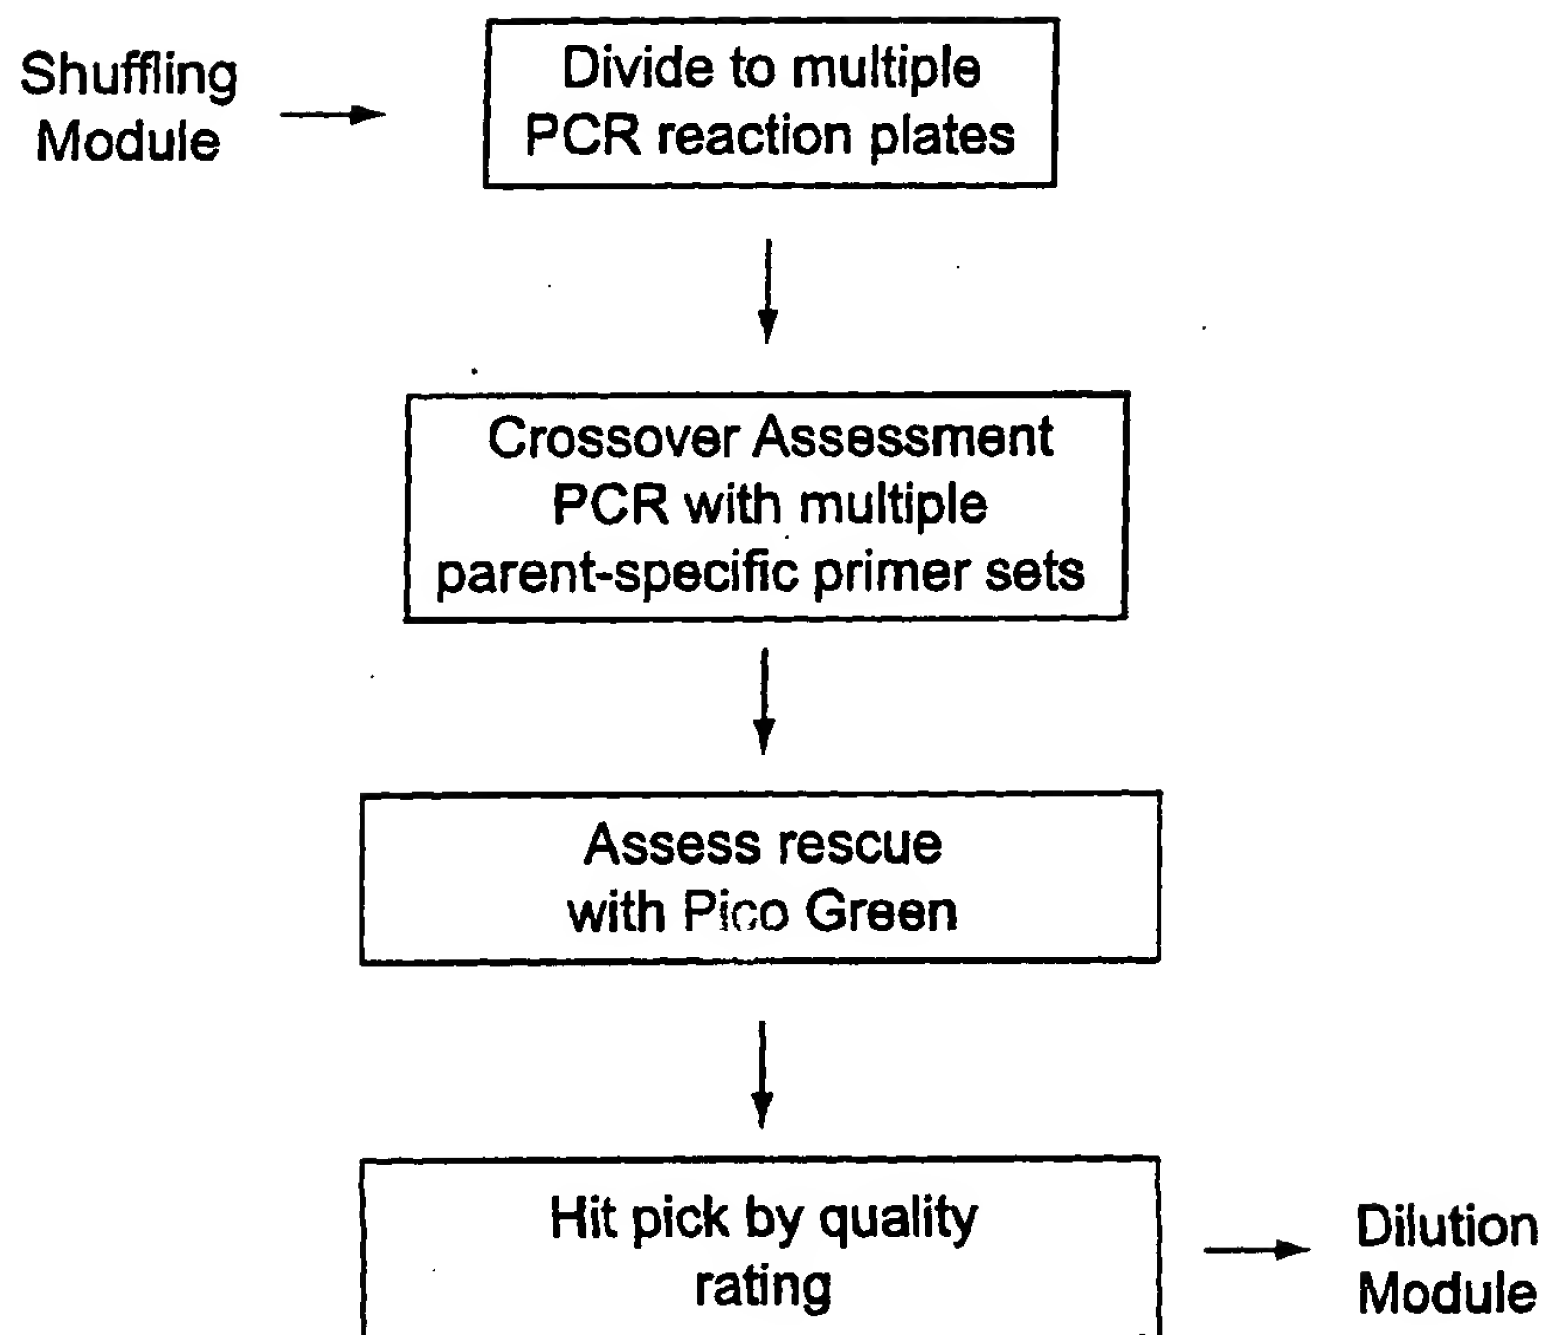 Shuffling
Module
Divide to multiple
PCR reaction plates
Crossover Assessment
PCR with multiple
parent-specific primer sets
Assess rescue
with Pico Green
Hit pick by quality
rating
Dilution
Module